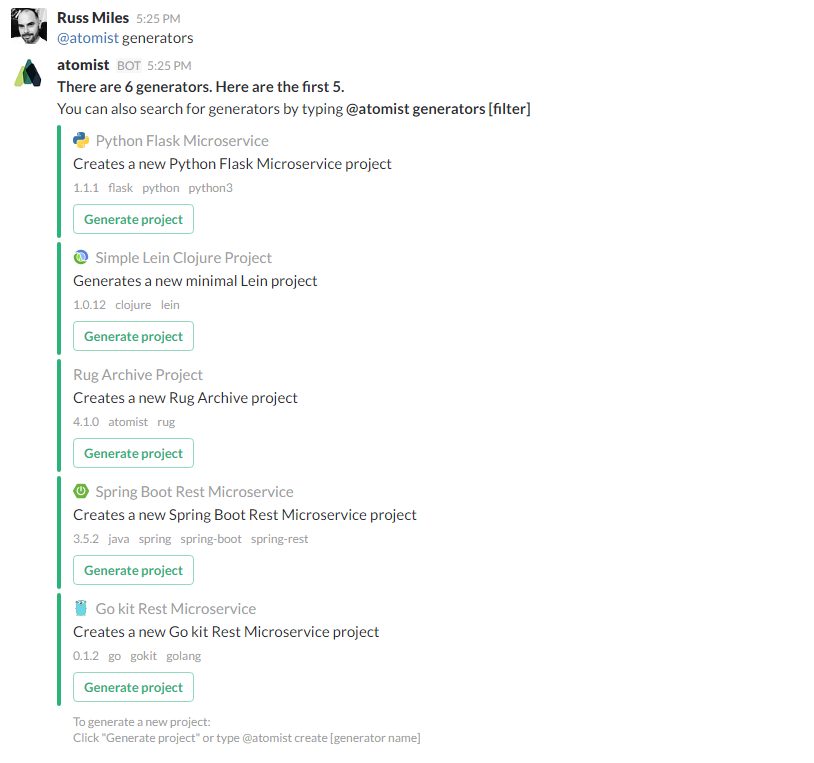 Russ Miles 5:25 PM
@atomist generators
atomist BOT 5:25 PM
There are 6 generators. Here are the first 5.
You can also search for generators by typing @atomist generators [filter]
Python Flask Microservice
Creates a new Python Flask Microservice project
1.1.1 flask python python3
Generate project
Simple Lein Clojure Project
Generates a new minimal Lein project
1.0.12 clojure lein
Generate project
Rug Archive Project
Creates a new Rug Archive project
4.1.0 atomist rug
Generate project
Spring Boot Rest Microservice
Creates a new Spring Boot Rest Microservice project
3.5.2 java spring spring-boot spring-rest
Generate project
Go kit Rest Microservice
Creates a new Go kit Rest Microservice project
0.1.2 go gokit golang
Generate project
To generate a new project:
Click "Generate project" or type @atomist create [generator name]